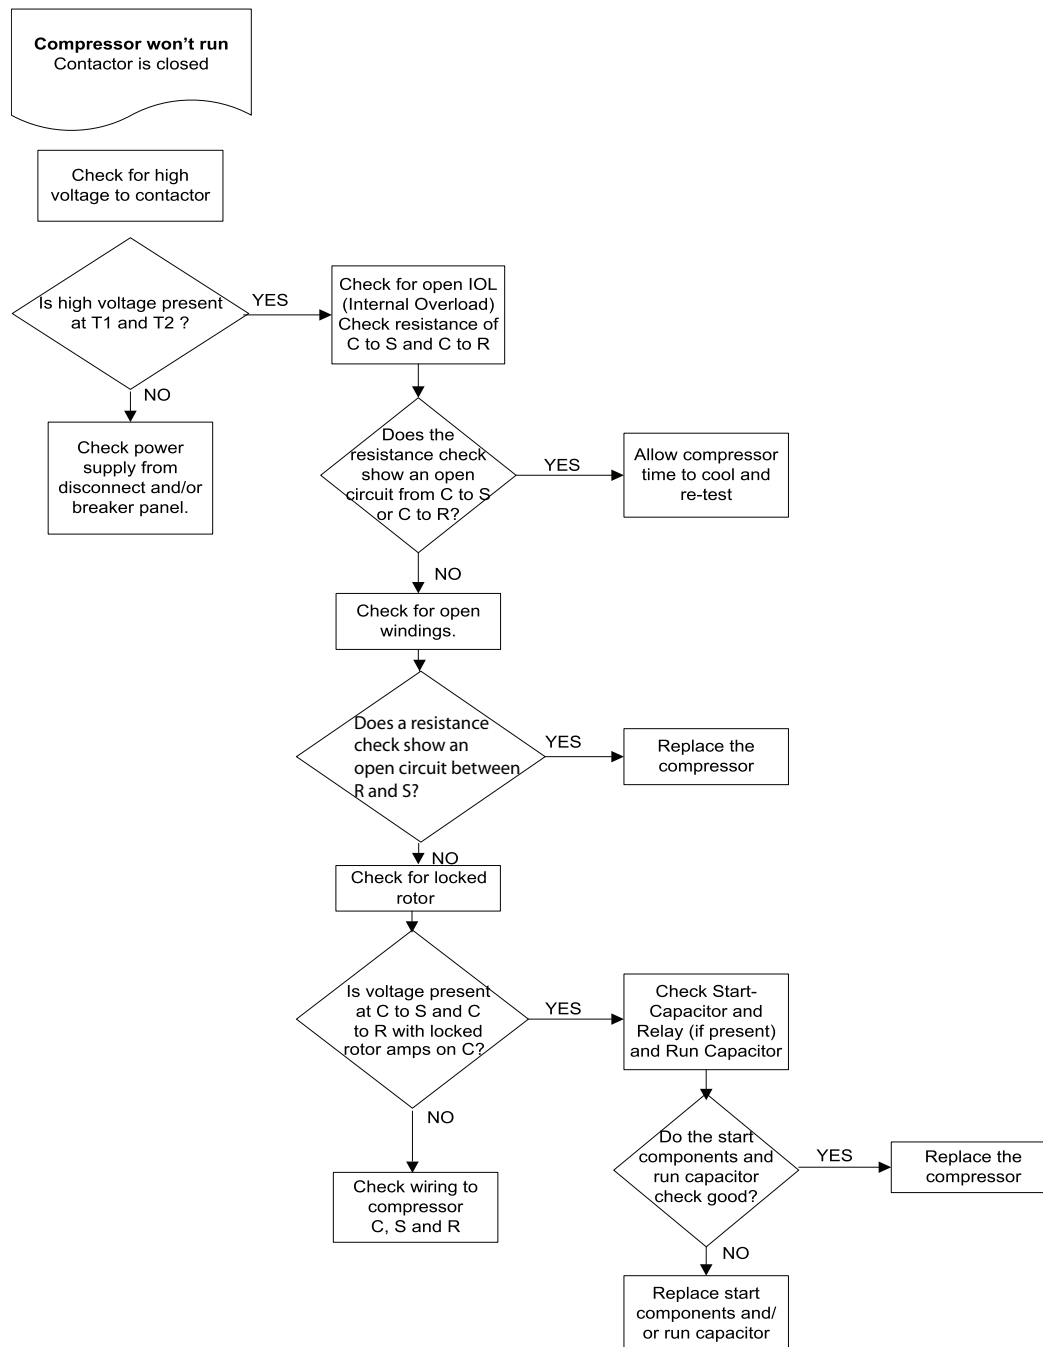 Compressor won't run
Contactor is closed
Check for high
voltage to contactor
Is high voltage present
at T1 and T2 ?
YES
NO
Check power
supply from
disconnect and/or
breaker panel.
Check for open IOL
(Internal Overload)
Check resistance of
C to S and C to R
Does the
resistance check
show an open
circuit from C to S
or C to R?
YES
Allow compressor
time to cool and
re-test
NO
Check for open
windings.
Does a resistance
check show an
open circuit between
R and S?
YES
Replace the
compressor
NO
Check for locked
rotor
Is voltage present
at C to S and C
to R with locked
rotor amps on C?
YES
Check Start-
Capacitor and
Relay (if present)
and Run Capacitor
NO
Check wiring to
compressor
C, S and R
Do the start
components and
run capacitor
check good?
YES
Replace the
compressor
NO
Replace start
components and/
or run capacitor